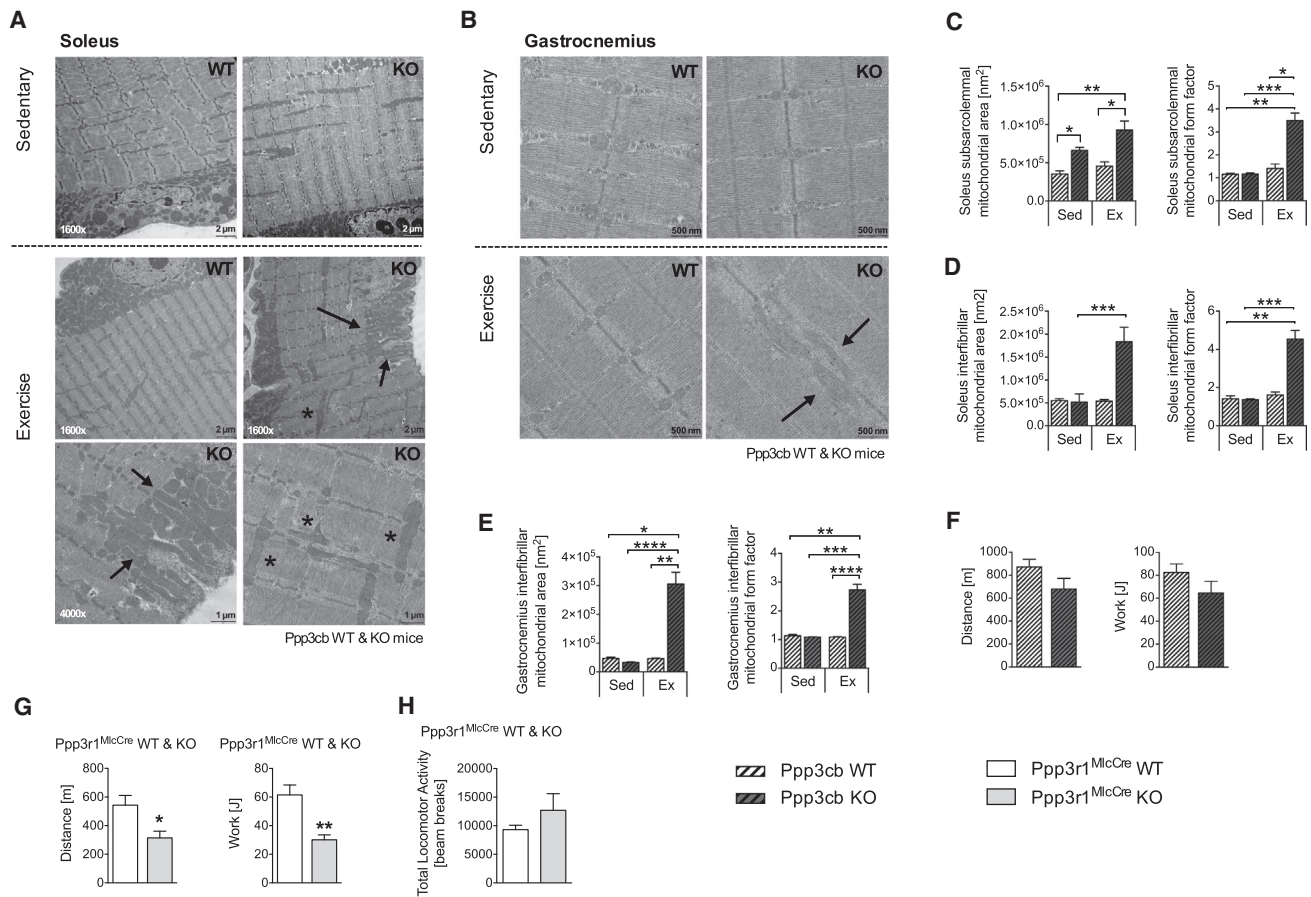 A
Soleus
Sedentary
WT
1600x
2 µm
KO
2 µm
Exercise
WT
1600x
2 µm
KO
*
1600x
2 µm
KO
4000x
1 µm
KO
*
*
*
1 µm
Ppp3cb WT & KO mice
B
Gastrocnemius
Sedentary
WT
500 nm
KO
500 nm
Exercise
WT
500 nm
KO
500 nm
Ppp3cb WT & KO mice
C
Soleus subsarcolemmal
mitochondrial area [nm²]
1.5×10⁶
1.0×10⁶
5.0×10⁵
0.0
*
**
*
Sed
Ex
Soleus subsarcolemmal
mitochondrial form factor
5
4
3
2
1
0
*
***
**
Sed
Ex
D
Soleus interfibrillar
mitochondrial area [nm2]
2.5×10⁶
2.0×10⁶
1.5×10⁶
1.0×10⁶
5.0×10⁵
0.0
***
Sed
Ex
Soleus interfibrillar
mitochondrial form factor
6
4
2
0
***
**
Sed
Ex
E
Gastrocnemius interfibrillar
mitochondrial area [nm²]
4×10⁵
3×10⁵
2×10⁵
1×10⁵
0
*
****
**
Sed
Ex
Gastrocnemius interfibrillar
mitochondrial form factor
4
3
2
1
0
**
***
****
Sed
Ex
F
Distance [m]
1000
800
600
400
200
0
Work [J]
100
80
60
40
20
0
G
Ppp3r1ᴹˡᶜCʳᵉ WT & KO
Distance [m]
800
600
400
200
0
*
Ppp3r1ᴹˡᶜCʳᵉ WT & KO
Work [J]
80
60
40
20
0
**
H
Ppp3r1ᴹˡᶜCʳᵉ WT & KO
Total Locomotor Activity
[beam breaks]
20000
15000
10000
5000
0
Ppp3cb WT
Ppp3cb KO
Ppp3r1ᴹˡᶜCʳᵉ WT
Ppp3r1ᴹˡᶜCʳᵉ KO